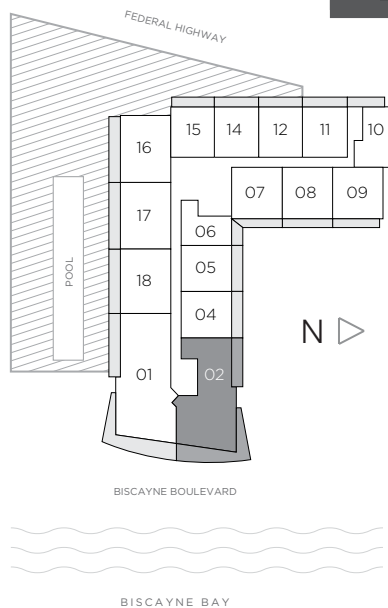 FEDERAL HIGHWAY
15 14 12 11 10
16
07 08 09
17
06
05
POOL
18
04
N
01
02
BISCAYNE BOULEVARD
BISCAYNE BAY